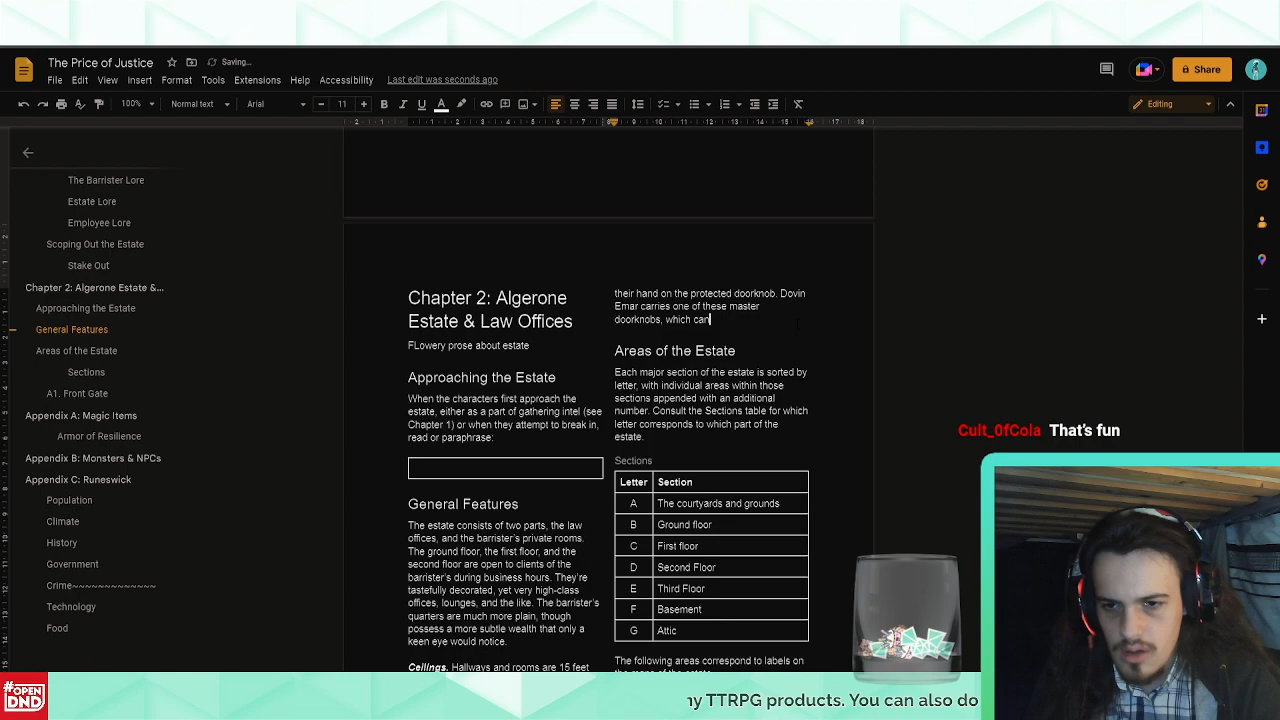 The Price of Justice
Saving...
File Edit View Insert Format Tools Extensions Help Accessibility
Last edit was seconds ago
Share
100% Normal text Arial 11
Editing
The Barrister Lore
Estate Lore
Employee Lore
Scoping Out the Estate
Stake Out
Chapter 2: Algerone Estate &...
Approaching the Estate
General Features
Areas of the Estate
Sections
A1. Front Gate
Appendix A: Magic Items
Armor of Resilience
Appendix B: Monsters & NPCs
Appendix C: Runeswick
Population
Climate
History
Government
Crime~~~~~~~~~~~~~
Technology
Food
Chapter 2: Algerone
Estate & Law Offices
FLowery prose about estate
Approaching the Estate
When the characters first approach the
estate, either as a part of gathering intel (see
Chapter 1) or when they attempt to break in,
read or paraphrase:
General Features
The estate consists of two parts, the law
offices, and the barrister's private rooms.
The ground floor, the first floor, and the
second floor are open to clients of the
barrister's during business hours. They're
tastefully decorated, yet very high-class
offices, lounges, and the like. The barrister's
quarters are much more plain, though
possess a more subtle wealth that only a
keen eye would notice.
Ceilings. Hallways and rooms are 15 feet
their hand on the protected doorknob. Dovin
Emar carries one of these master
doorknobs, which can
Areas of the Estate
Each major section of the estate is sorted by
letter, with individual areas within those
sections appended with an additional
number. Consult the Sections table for which
letter corresponds to which part of the
estate.
Sections
Letter Section
A The courtyards and grounds
B Ground floor
C First floor
D Second Floor
E Third Floor
F Basement
G Attic
The following areas correspond to labels on
Cult_0fCola That's fun
#OPEN
DND
ny TTRPG products. You can also do